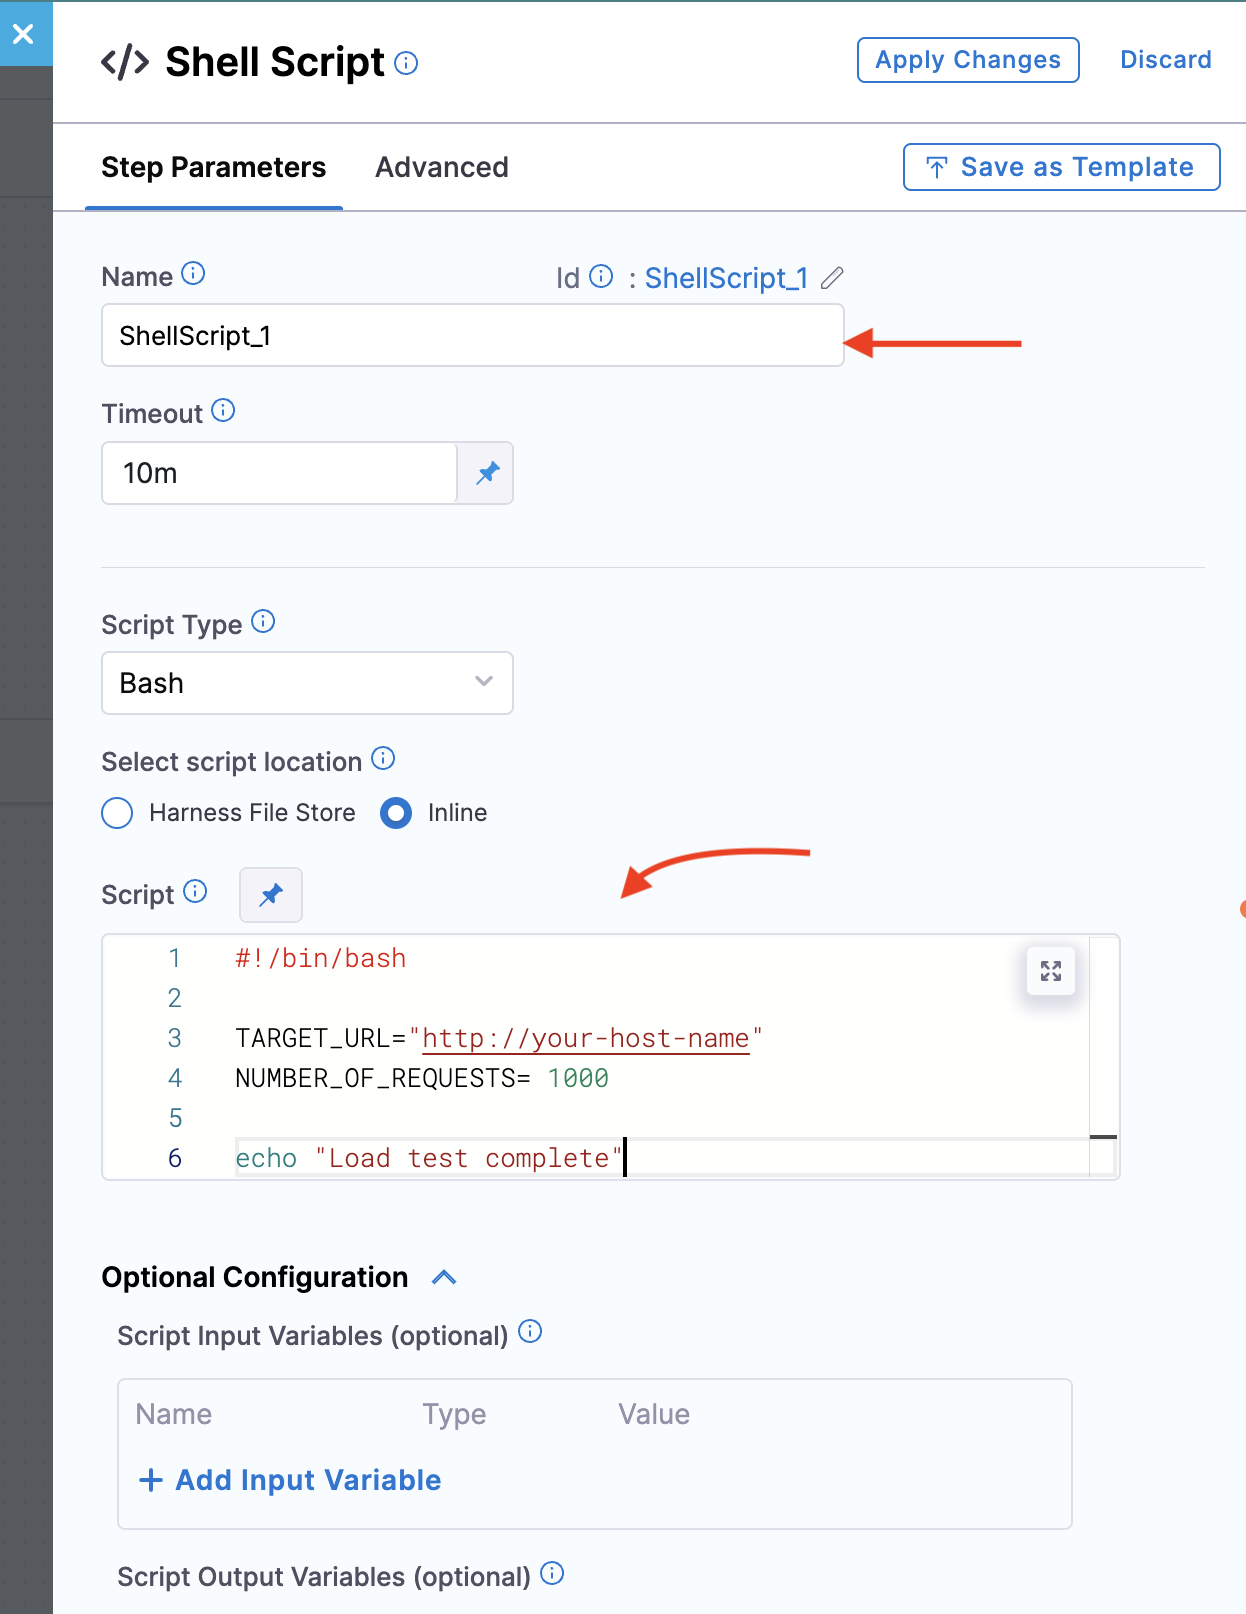 </> Shell Script
Apply Changes
Discard
Step Parameters
Advanced
Save as Template
Name
Id : ShellScript_1
ShellScript_1
Timeout
10m
Script Type
Bash
Select script location
Harness File Store
Inline
Script
1 #!/bin/bash
2
3 TARGET_URL="http://your-host-name"
4 NUMBER_OF_REQUESTS= 1000
5
6 echo "Load test complete"
Optional Configuration
Script Input Variables (optional)
Name Type Value
+ Add Input Variable
Script Output Variables (optional)